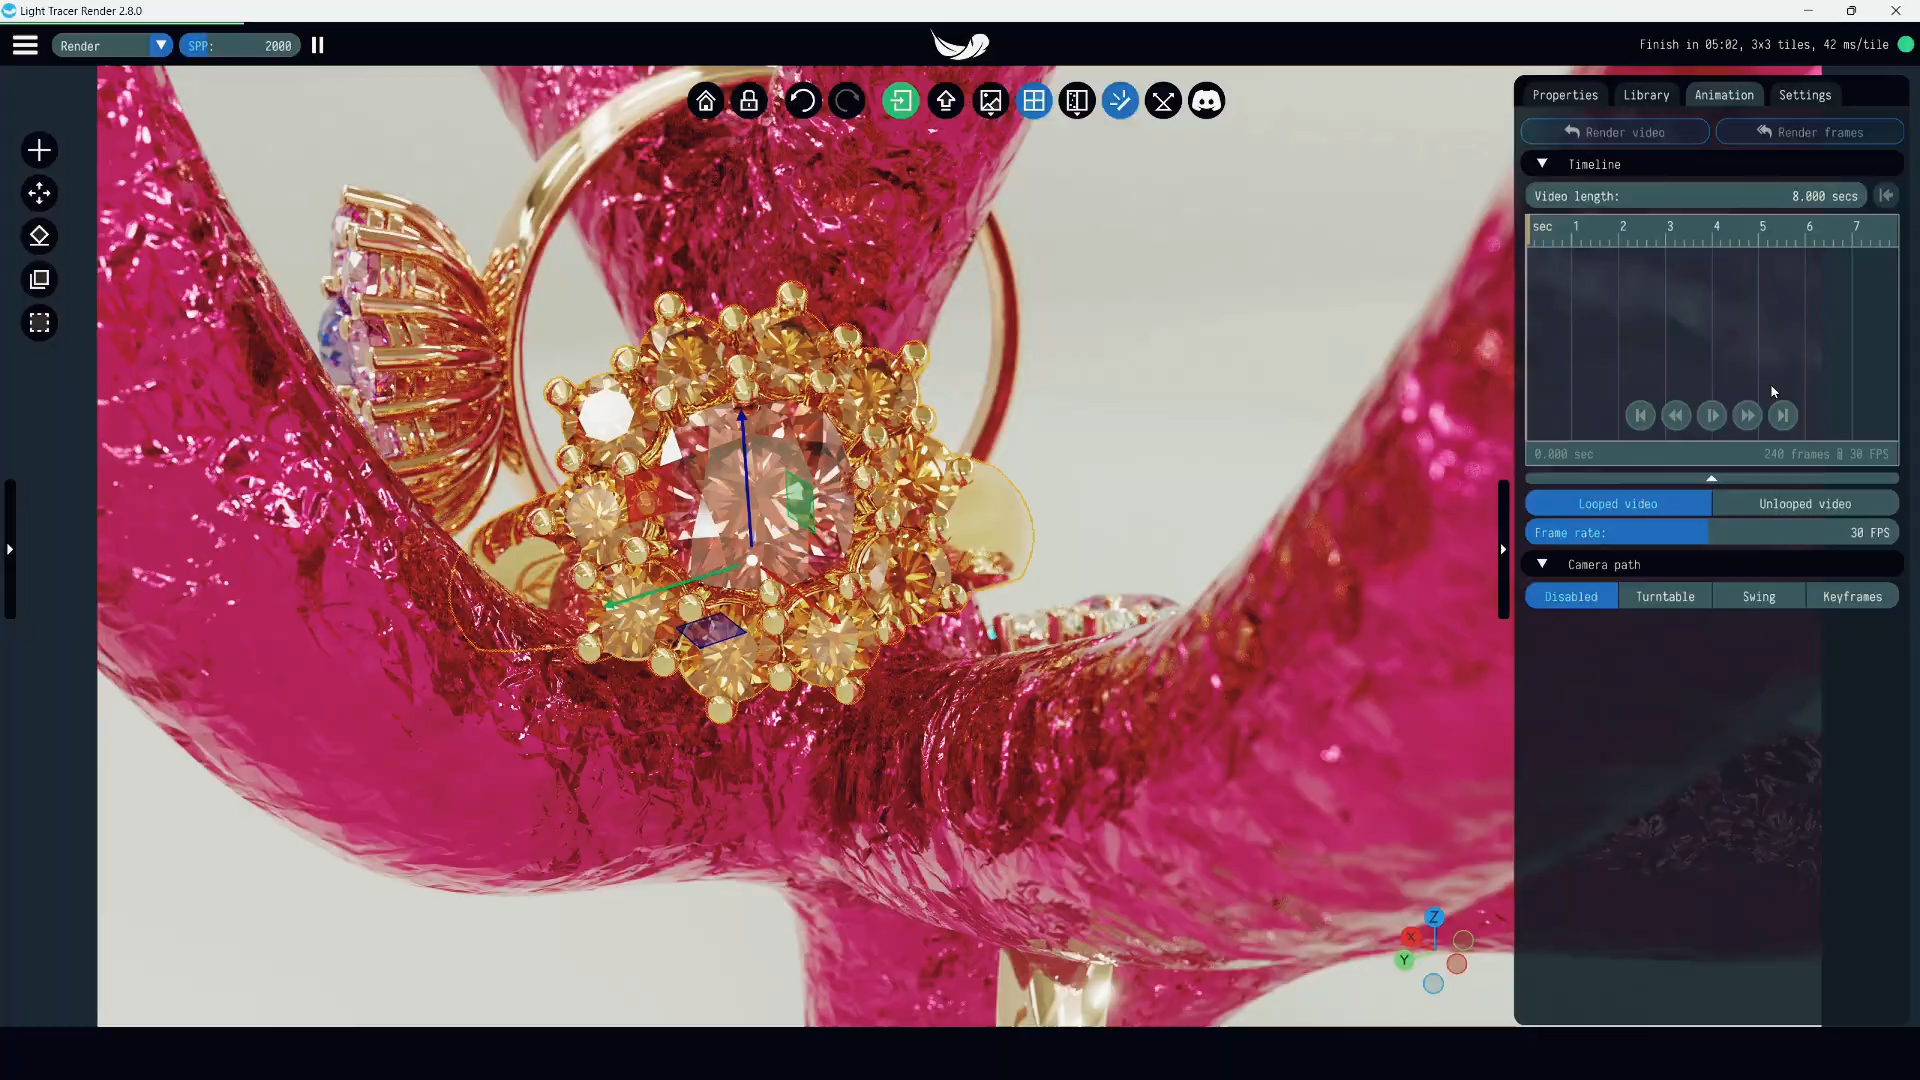 Light Tracer Render 2.8.0
Render
SPP: 2000
Finish in 05:02, 3x3 tiles, 42 ms/tile
Properties Library Animation Settings
Render video Render frames
Timeline
Video length: 8.000 secs
sec 1 2 3 4 5 6 7
0.000 sec 240 frames @ 30 FPS
Looped video Unlooped video
Frame rate: 30 FPS
Camera path
Disabled Turntable Swing Keyframes
Z
X
Y